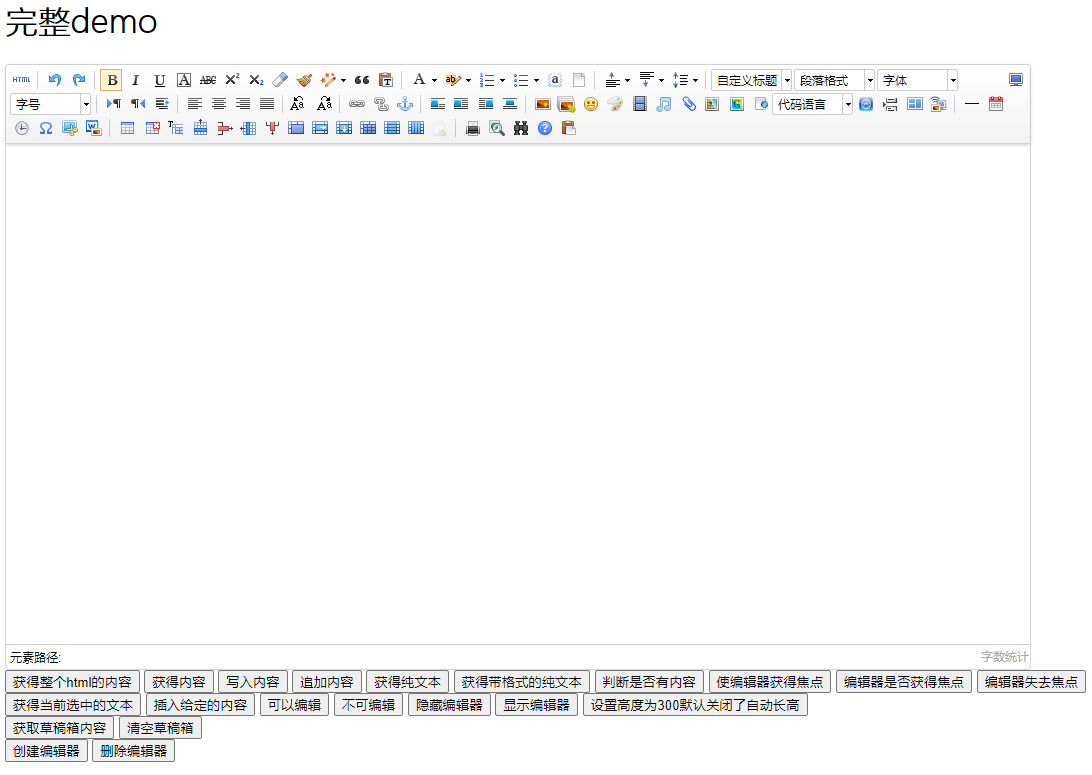 完整demo
HTML B I U A ABC X² X₂ A ab 自定义标题 段落格式 字体
字号 代码语言
元素路径: 字数统计
获得整个html的内容 获得内容 写入内容 追加内容 获得纯文本 获得带格式的纯文本 判断是否有内容 使编辑器获得焦点 编辑器是否获得焦点 编辑器失去焦点
获得当前选中的文本 插入给定的内容 可以编辑 不可编辑 隐藏编辑器 显示编辑器 设置高度为300默认关闭了自动长高
获取草稿箱内容 清空草稿箱
创建编辑器 删除编辑器